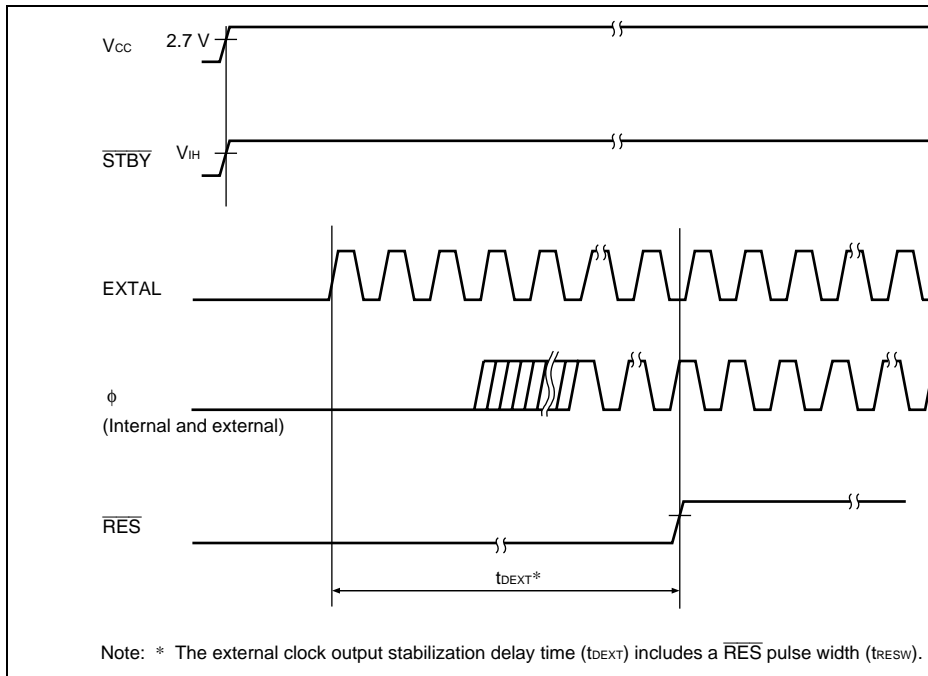 Vcc 2.7 V
STBY VIH
EXTAL
φ
(Internal and external)
RES
tDEXT*
Note: * The external clock output stabilization delay time (tDEXT) includes a RES pulse width (tRESW).